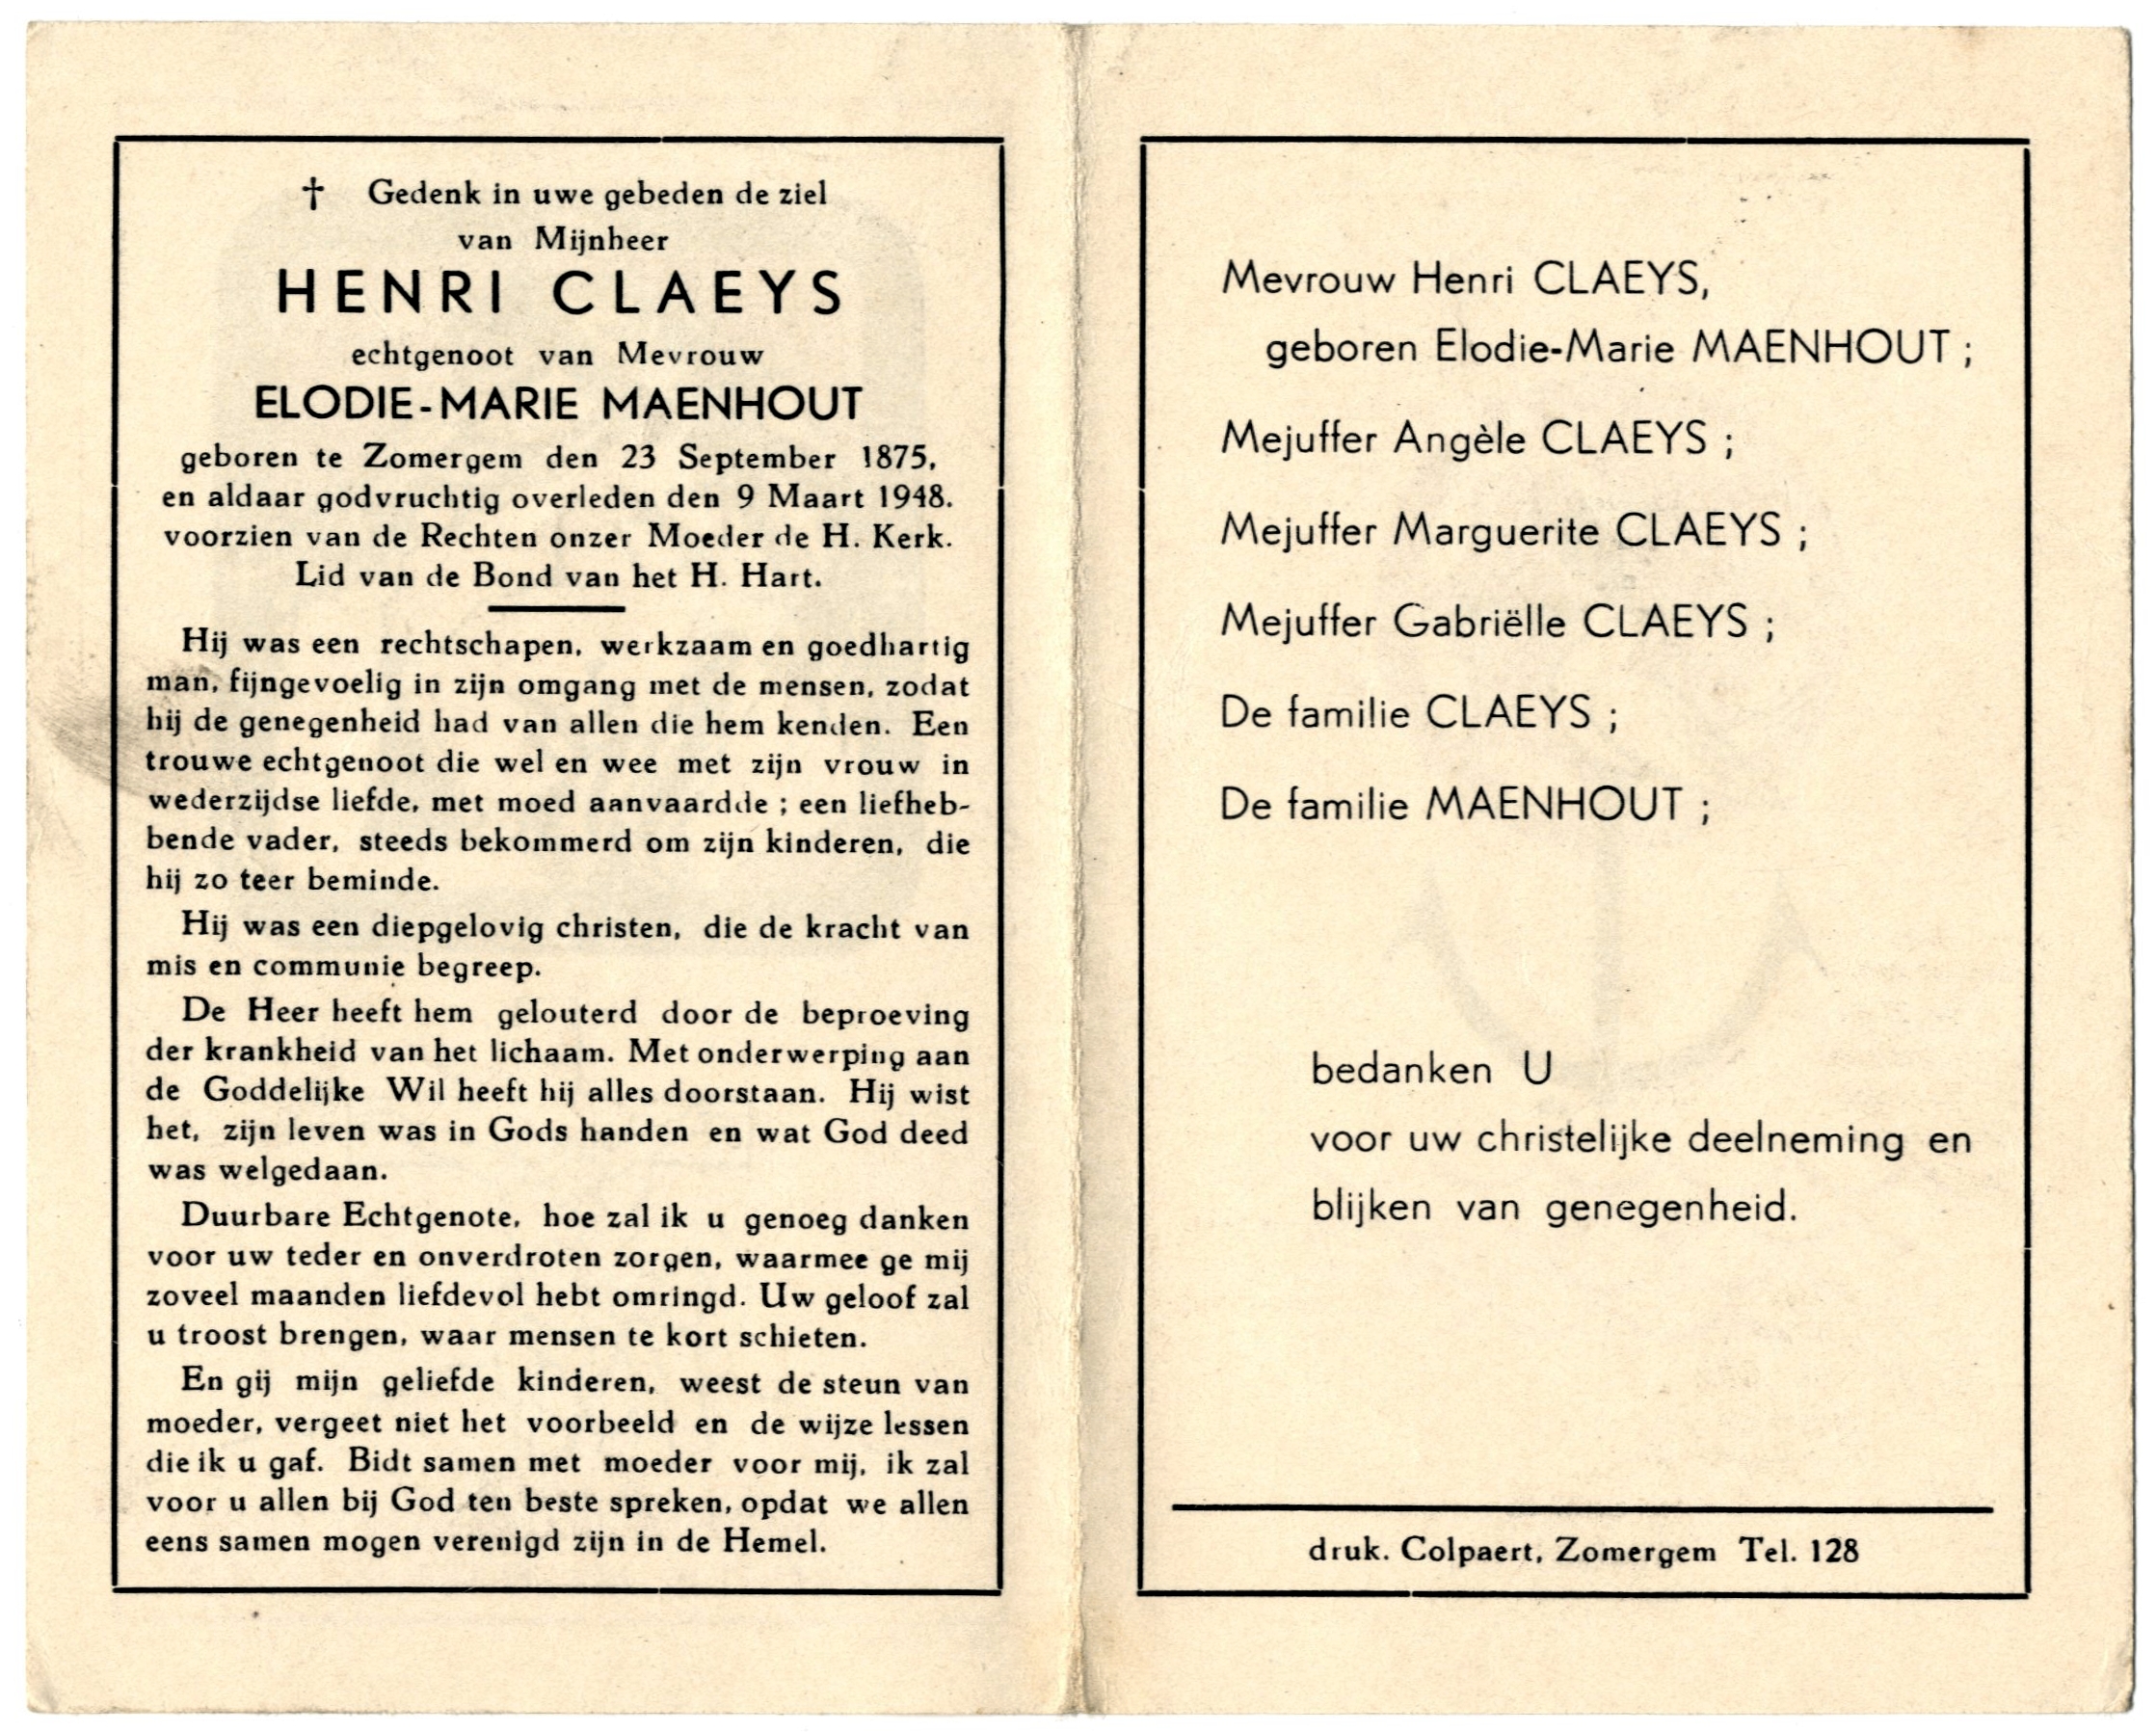 † Gedenk in uwe gebeden de ziel
van Mijnheer
HENRI CLAEYS
echtgenoot van Mevrouw
ELODIE-MARIE MAENHOUT
geboren te Zomergem den 23 September 1875,
en aldaar godvruchtig overleden den 9 Maart 1948.
voorzien van de Rechten onzer Moeder de H. Kerk.
Lid van de Bond van het H. Hart.
Hij was een rechtschapen, werkzaam en goedhartig
man, fijngevoelig in zijn omgang met de mensen, zodat
hij de genegenheid had van allen die hem kenden. Een
trouwe echtgenoot die wel en wee met zijn vrouw in
wederzijdse liefde, met moed aanvaardde ; een liefheb-
bende vader, steeds bekommerd om zijn kinderen, die
hij zo teer beminde.
Hij was een diepgelovig christen, die de kracht van
mis en communie begreep.
De Heer heeft hem gelouterd door de beproeving
der krankheid van het lichaam. Met onderwerping aan
de Goddelijke Wil heeft hij alles doorstaan. Hij wist
het, zijn leven was in Gods handen en wat God deed
was welgedaan.
Duurbare Echtgenote, hoe zal ik u genoeg danken
voor uw teder en onverdroten zorgen, waarmee ge mij
zoveel maanden liefdevol hebt omringd. Uw geloof zal
u troost brengen, waar mensen te kort schieten.
En gij mijn geliefde kinderen, weest de steun van
moeder, vergeet niet het voorbeeld en de wijze lessen
die ik u gaf. Bidt samen met moeder voor mij, ik zal
voor u allen bij God ten beste spreken, opdat we allen
eens samen mogen verenigd zijn in de Hemel.
Mevrouw Henri CLAEYS,
geboren Elodie-Marie MAENHOUT ;
Mejuffer Angèle CLAEYS ;
Mejuffer Marguerite CLAEYS ;
Mejuffer Gabriëlle CLAEYS ;
De familie CLAEYS ;
De familie MAENHOUT ;
bedanken U
voor uw christelijke deelneming en
blijken van genegenheid.
druk. Colpaert, Zomergem Tel. 128